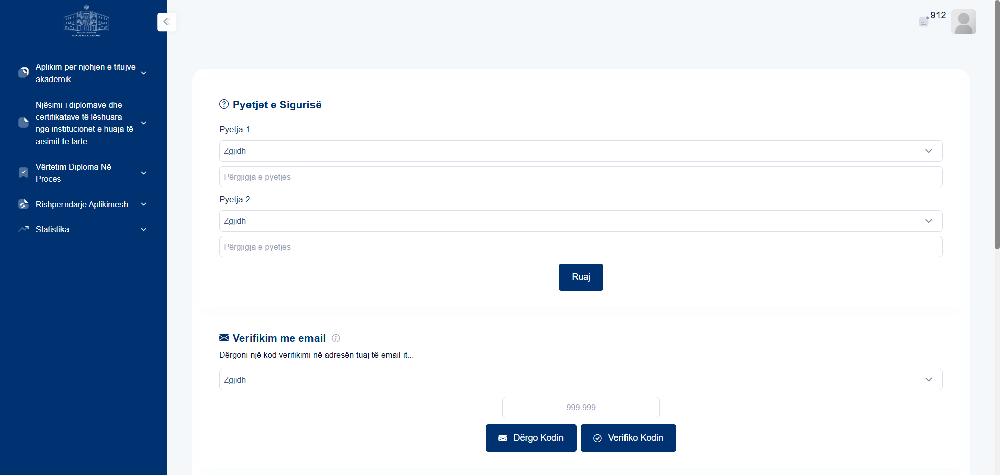 MINISTRIA E ARSIMIT
912
Aplikim per njohjen e titujve
akademik
Njësimi i diplomave dhe
certifikatave të lëshuara
nga institucionet e huaja të
arsimit të lartë
Vërtetim Diploma Në
Proces
Rishpërndarje Aplikimesh
Statistika
Pyetjet e Sigurisë
Pyetja 1
Zgjidh
Përgjigja e pyetjes
Pyetja 2
Zgjidh
Përgjigja e pyetjes
Ruaj
Verifikim me email
Dërgoni një kod verifikimi në adresën tuaj të email-it...
Zgjidh
999 999
Dërgo Kodin
Verifiko Kodin